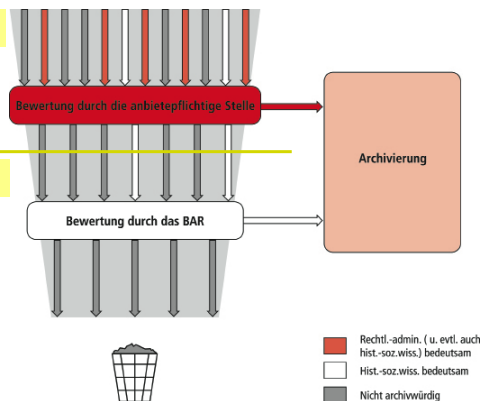 Bewertung durch die anbietepflichtige Stelle
Archivierung
Bewertung durch das BAR
Rechtl.-admin. ( u. evtl. auch
hist.-soz.wiss.) bedeutsam
Hist.-soz.wiss. bedeutsam
Nicht archivwürdig